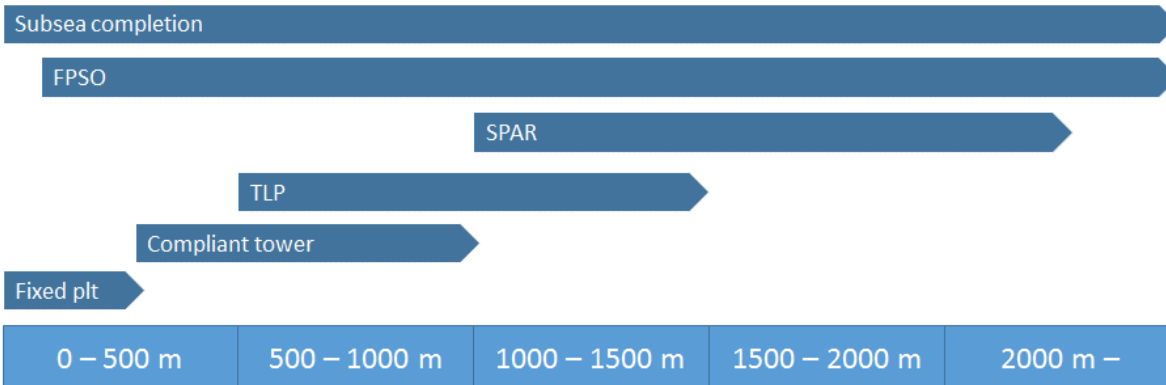 Subsea completion
FPSO
SPAR
TLP
Compliant tower
Fixed plt
0 – 500 m
500 – 1000 m
1000 – 1500 m
1500 – 2000 m
2000 m –